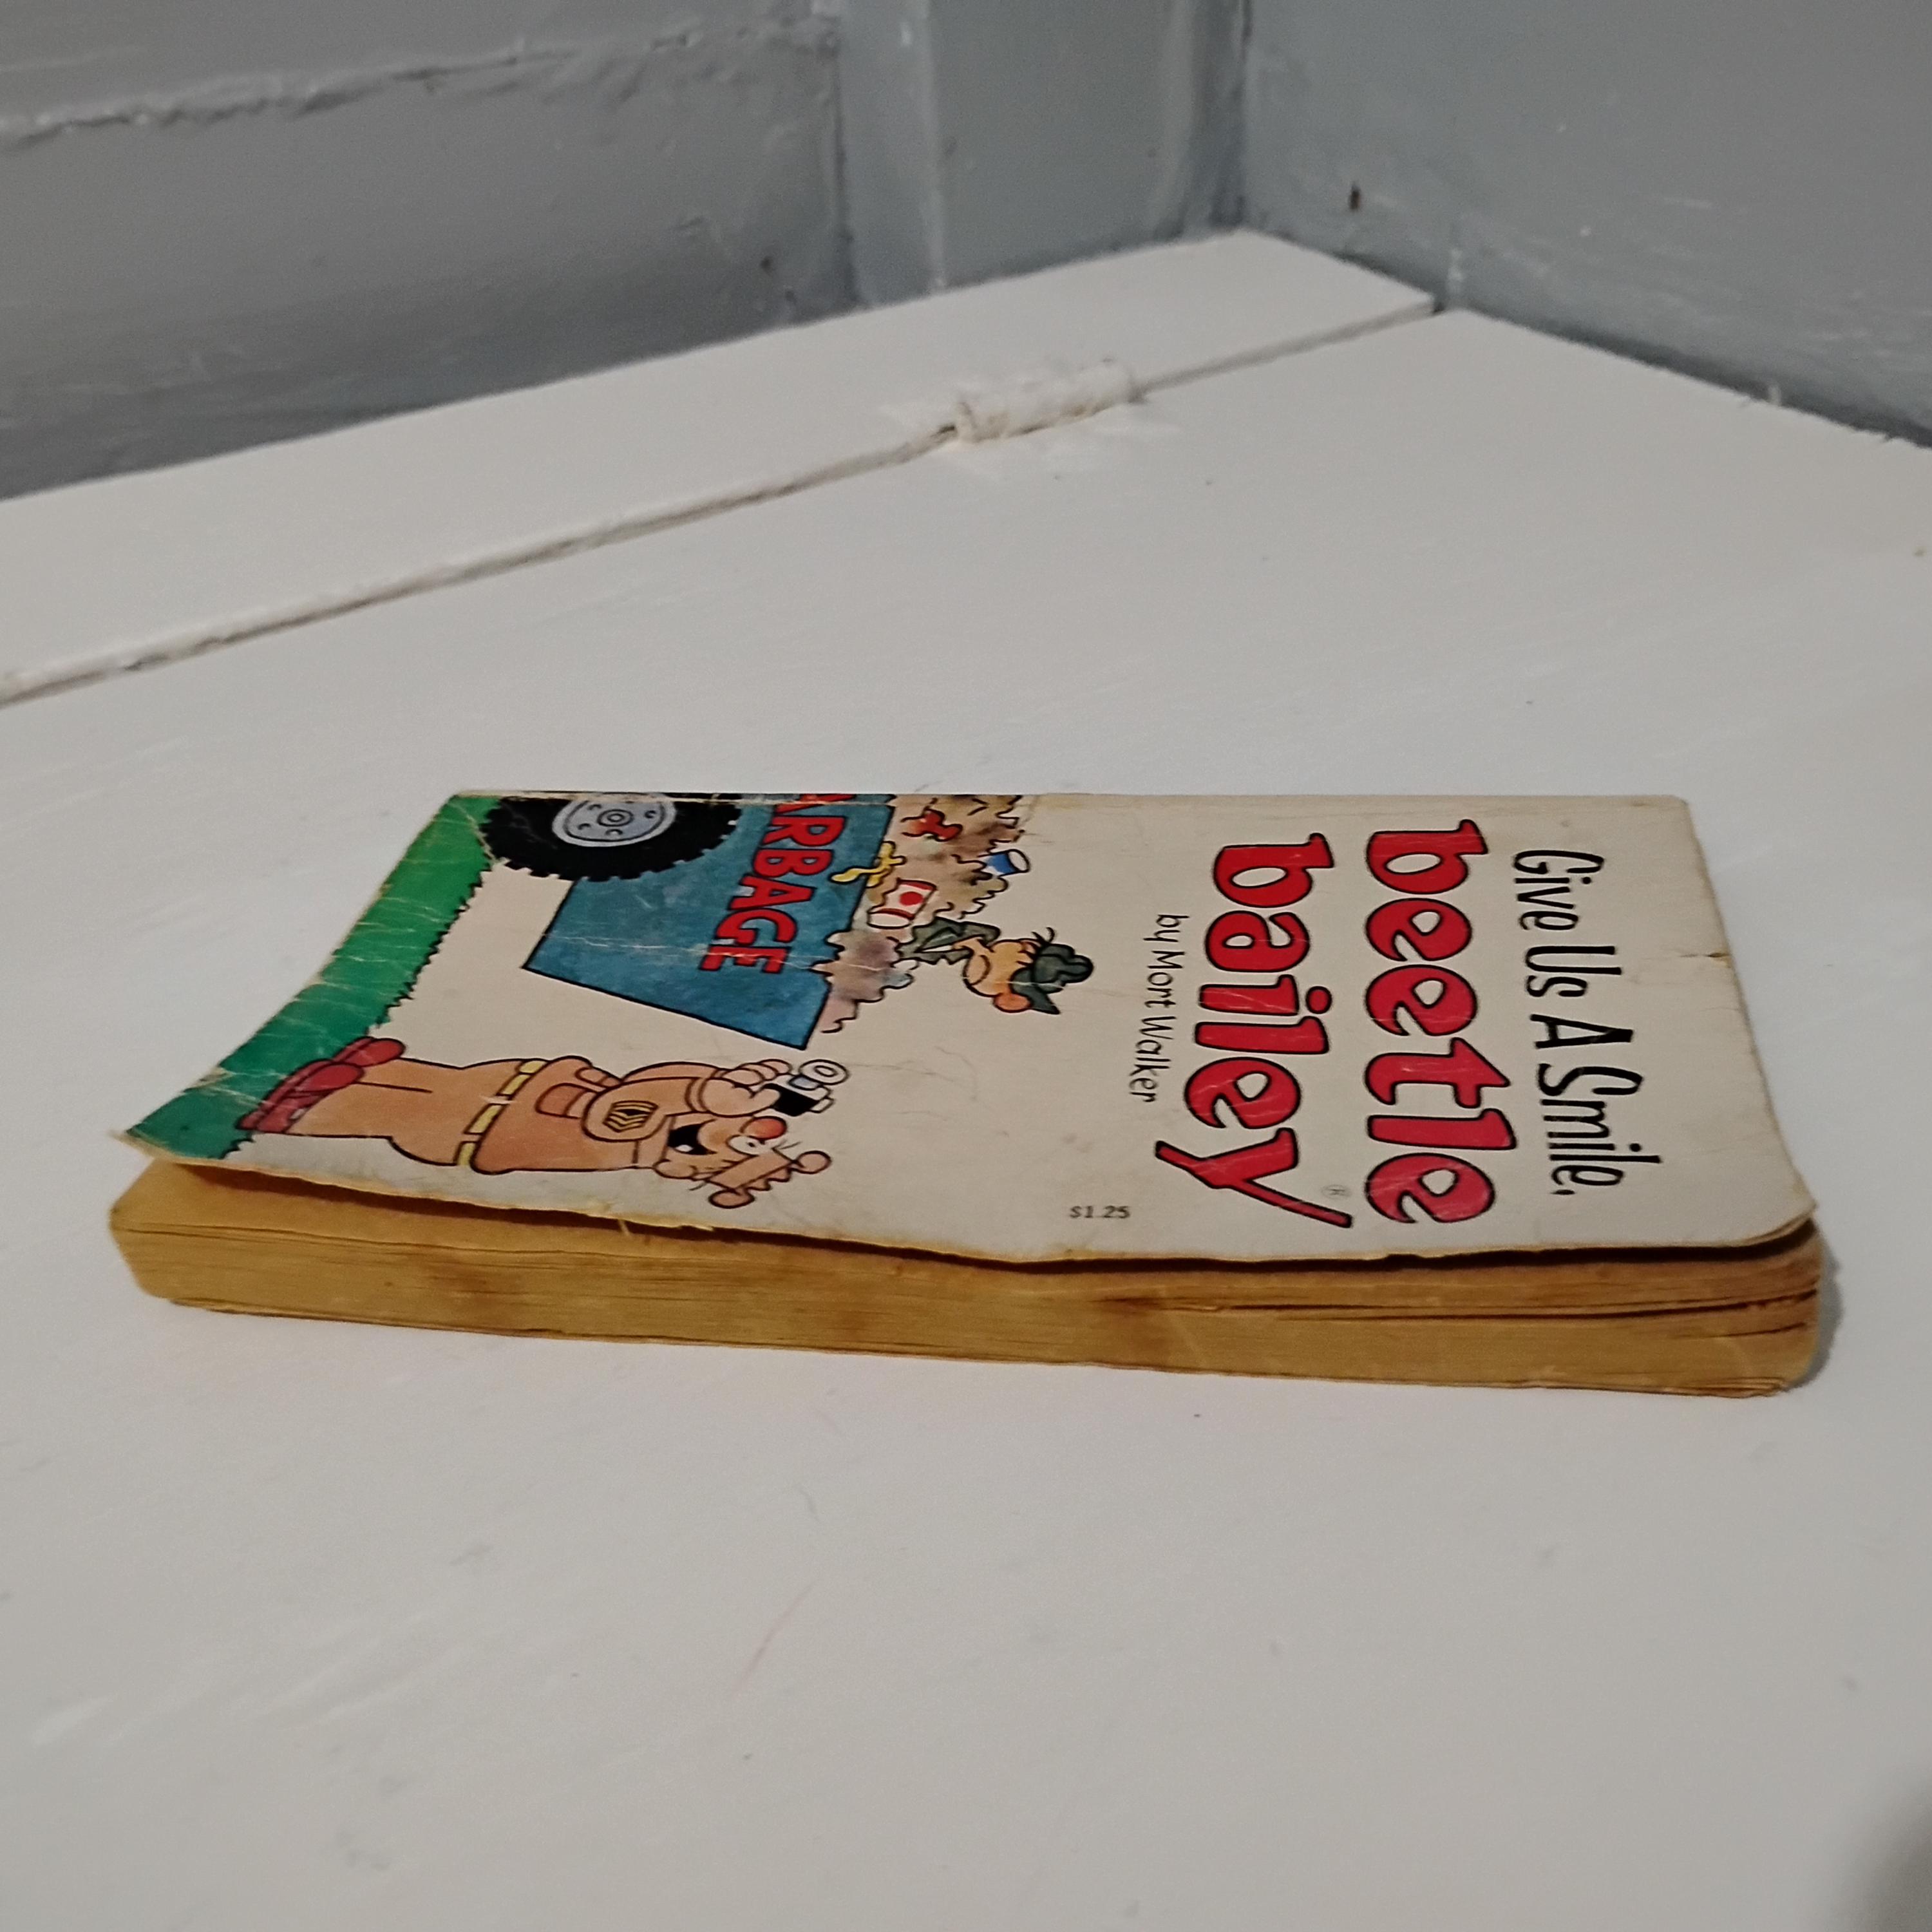 Give Us A Smile,
beetle
bailey
®
by Mort Walker
$1.25
ARBAGE